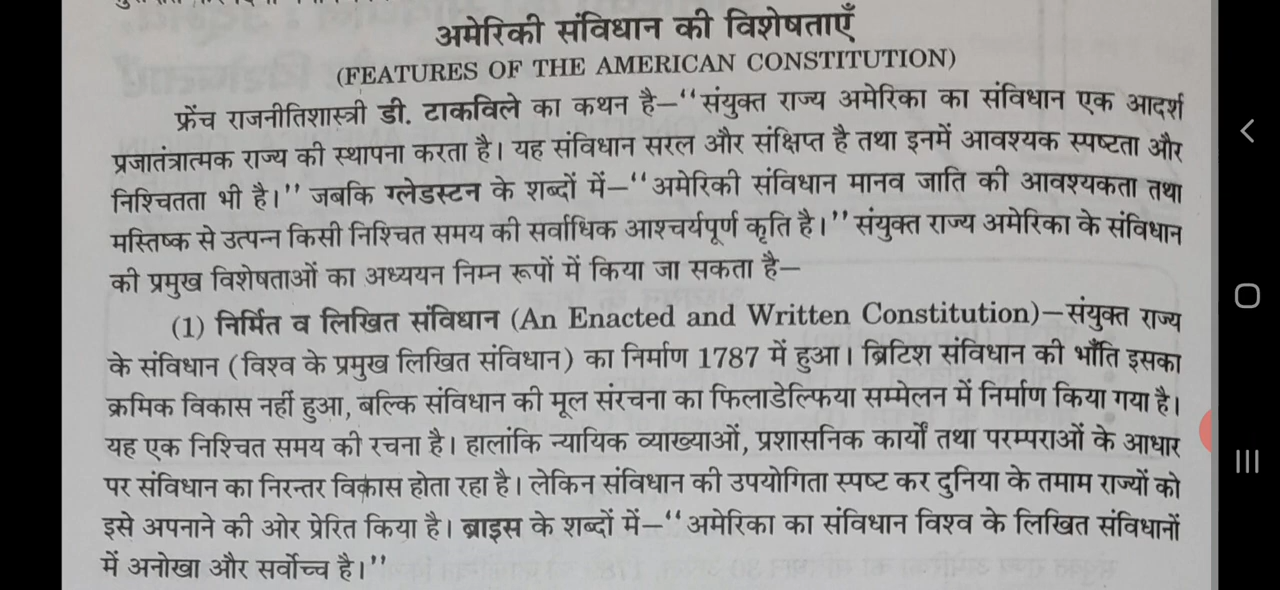 अमेरिकी संविधान की विशेषताएँ
(FEATURES OF THE AMERICAN CONSTITUTION)
फ्रेंच राजनीतिशास्त्री डी. टाकविले का कथन है–‘‘संयुक्त राज्य अमेरिका का संविधान एक आदर्श
प्रजातंत्रात्मक राज्य की स्थापना करता है। यह संविधान सरल और संक्षिप्त है तथा इनमें आवश्यक स्पष्टता और
निश्चितता भी है।’’ जबकि ग्लेडस्टन के शब्दों में–‘‘अमेरिकी संविधान मानव जाति की आवश्यकता तथा
मस्तिष्क से उत्पन्न किसी निश्चित समय की सर्वाधिक आश्चर्यपूर्ण कृति है।’’ संयुक्त राज्य अमेरिका के संविधान
की प्रमुख विशेषताओं का अध्ययन निम्न रूपों में किया जा सकता है–
(1) निर्मित व लिखित संविधान (An Enacted and Written Constitution)–संयुक्त राज्य
के संविधान (विश्व के प्रमुख लिखित संविधान) का निर्माण 1787 में हुआ। ब्रिटिश संविधान की भाँति इसका
क्रमिक विकास नहीं हुआ, बल्कि संविधान की मूल संरचना का फिलाडेल्फिया सम्मेलन में निर्माण किया गया है।
यह एक निश्चित समय की रचना है। हालांकि न्यायिक व्याख्याओं, प्रशासनिक कार्यों तथा परम्पराओं के आधार
पर संविधान का निरन्तर विकास होता रहा है। लेकिन संविधान की उपयोगिता स्पष्ट कर दुनिया के तमाम राज्यों को
इसे अपनाने की ओर प्रेरित किया है। ब्राइस के शब्दों में–‘‘अमेरिका का संविधान विश्व के लिखित संविधानों
में अनोखा और सर्वोच्च है।’’